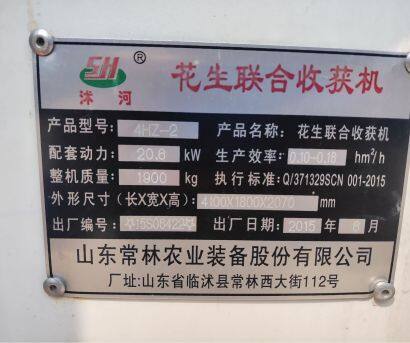 SH ® 花生联合收获机
沭河
产品型号: 4HZ-2 产品名称: 花生联合收获机
配套动力: 20.8 kW 生产效率: 0.10-0.18 hm²/h
整机质量: 1900 kg 执行标准: Q/371329SCN 001-2015
外形尺寸(长X宽X高): 4100X1800X2070 mm
出厂编号: 出厂日期: 2015 年 6 月
山东常林农业装备股份有限公司
厂址:山东省临沭县常林西大街112号